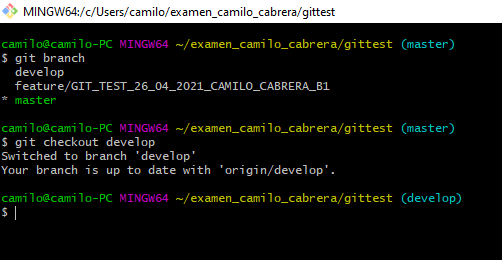 MINGW64:/c/Users/camilo/examen_camilo_cabrera/gittest
camilo@camilo-PC MINGW64 ~/examen_camilo_cabrera/gittest (master)
$ git branch
  develop
  feature/GIT_TEST_26_04_2021_CAMILO_CABRERA_B1
* master
camilo@camilo-PC MINGW64 ~/examen_camilo_cabrera/gittest (master)
$ git checkout develop
Switched to branch 'develop'
Your branch is up to date with 'origin/develop'.
camilo@camilo-PC MINGW64 ~/examen_camilo_cabrera/gittest (develop)
$